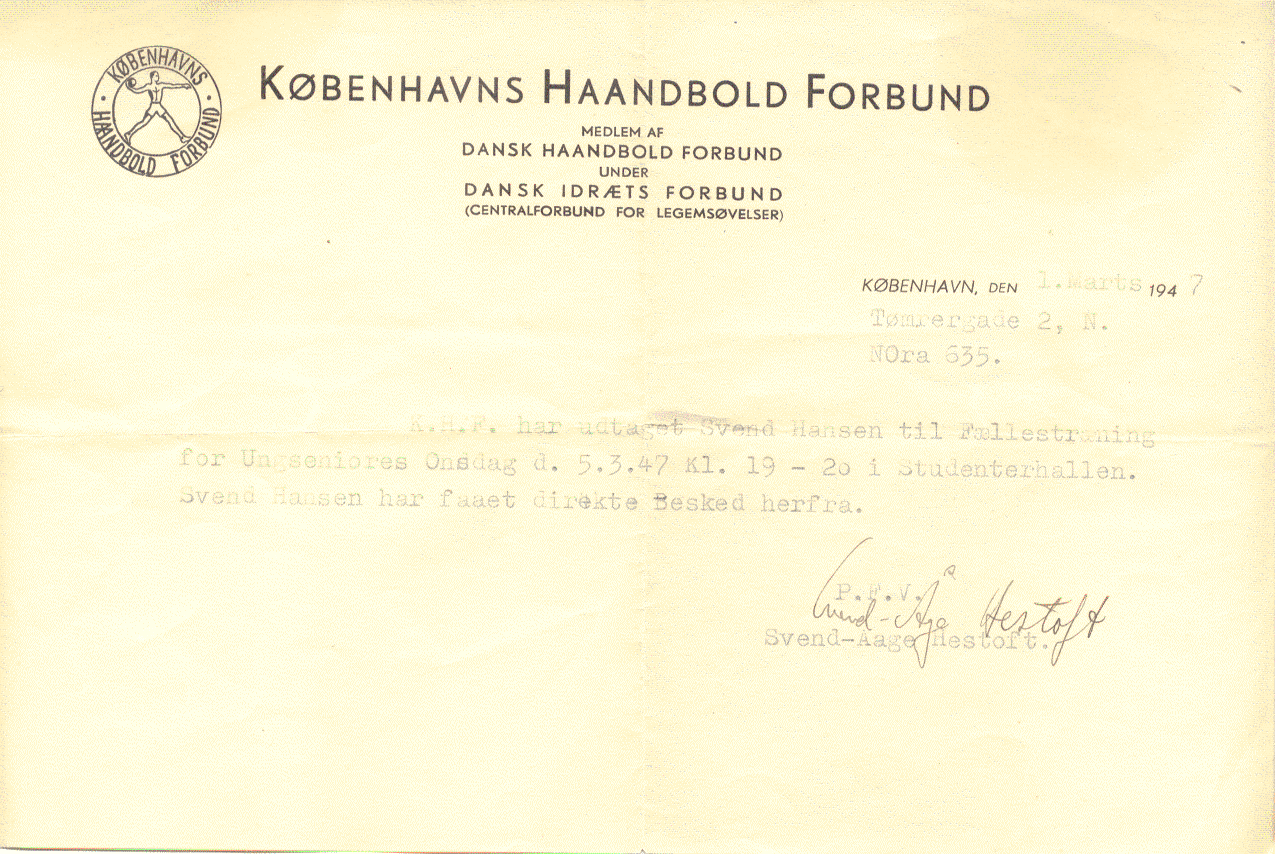 KØBENHAVNS
HAANDBOLD FORBUND
KØBENHAVNS HAANDBOLD FORBUND
MEDLEM AF
DANSK HAANDBOLD FORBUND
UNDER
DANSK IDRÆTS FORBUND
(CENTRALFORBUND FOR LEGEMSØVELSER)
KØBENHAVN, DEN 1.Marts 1947
Tømrergade 2, N.
NOra 635.
K.H.F. har udtaget Svend Hansen til Fællestræning
for Ungseniores Onsdag d. 5.3.47 Kl. 19 - 20 i Studenterhallen.
Svend Hansen har faaet direkte Besked herfra.
P.F.V.
Svend-Åge Hestoft
Svend-Aage Hestoft.